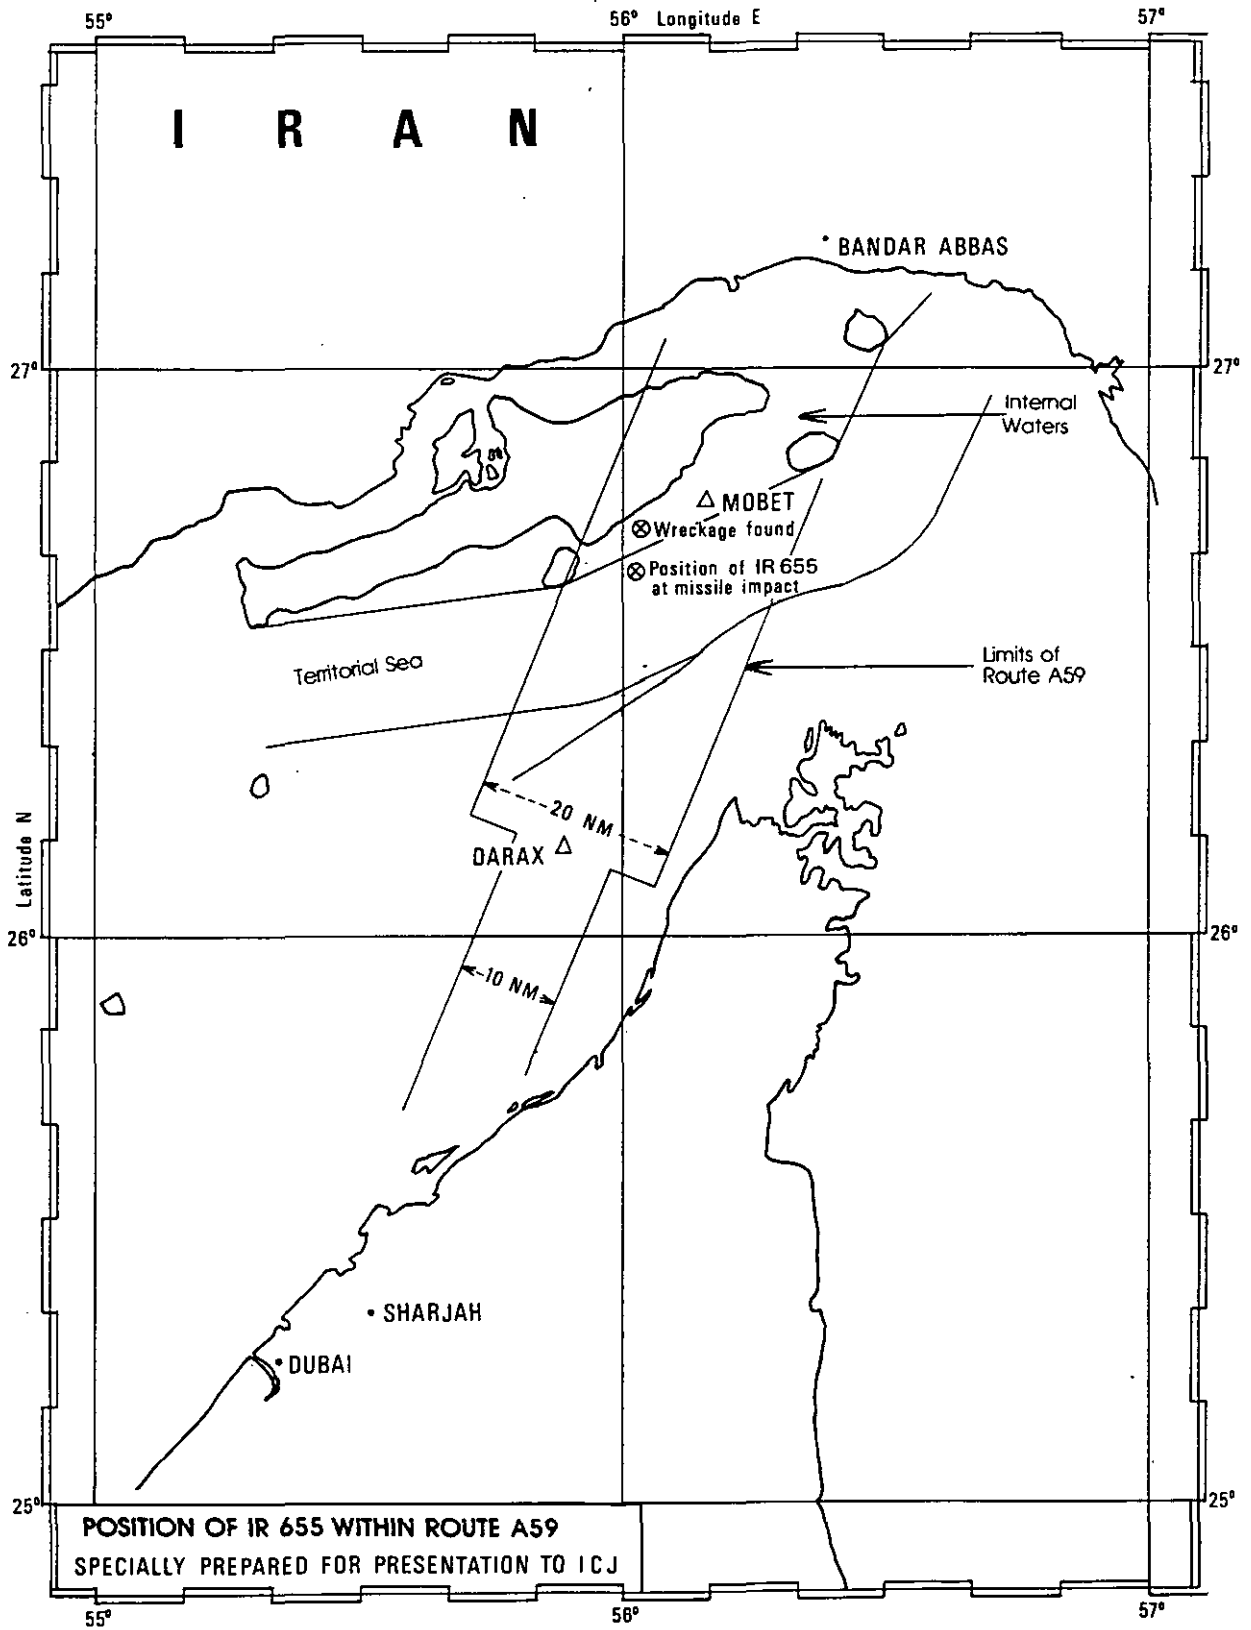 55° 56° Longitude E 57°
I R A N
BANDAR ABBAS
27° 27°
Internal
Waters
MOBET
Wreckage found
Position of IR 655
at missile impact
Territorial Sea
Limits of
Route A59
20 NM
DARAX
Latitude N
26° 26°
10 NM
SHARJAH
DUBAI
25° 25°
POSITION OF IR 655 WITHIN ROUTE A59
SPECIALLY PREPARED FOR PRESENTATION TO ICJ
55° 56° 57°